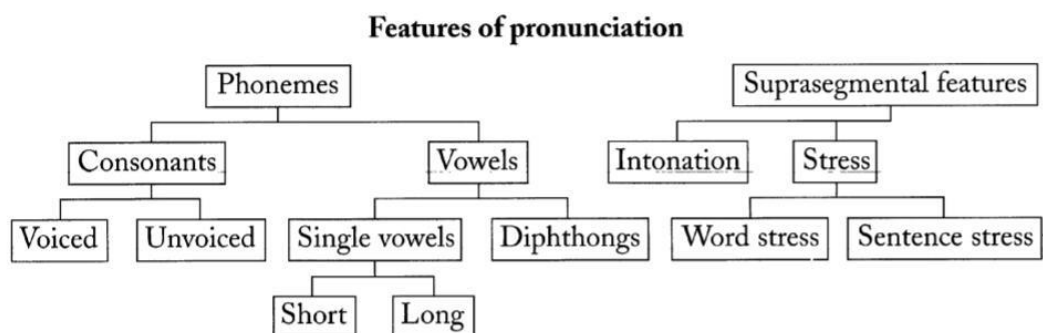 Features of pronunciation
Phonemes
Suprasegmental features
Consonants
Vowels
Intonation
Stress
Voiced
Unvoiced
Single vowels
Diphthongs
Word stress
Sentence stress
Short
Long